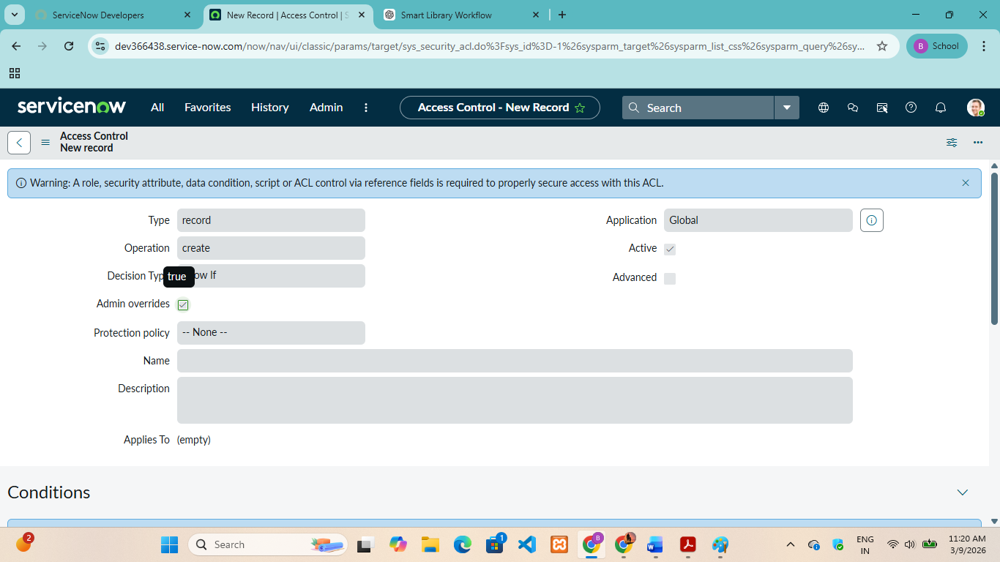 ServiceNow Developers
New Record | Access Control | S
Smart Library Workflow
dev366438.service-now.com/now/nav/ui/classic/params/target/sys_security_acl.do%3Fsys_id%3D-1%26sysparm_target%26sysparm_list_css%26sysparm_query%26sy...
B School
servicenow All Favorites History Admin Access Control - New Record Search
Access Control
New record
Warning: A role, security attribute, data condition, script or ACL control via reference fields is required to properly secure access with this ACL.
Type record Application Global
Operation create Active
Decision Typ true ow If Advanced
Admin overrides
Protection policy -- None --
Name
Description
Applies To (empty)
Conditions
2 Search 1 B ENG 11:20 AM
IN 3/9/2026